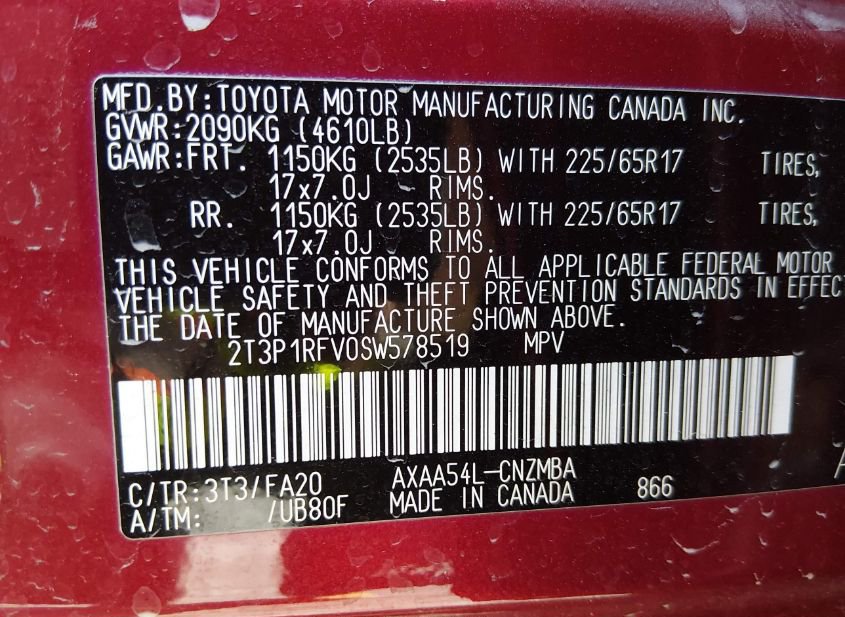 MFD.BY:TOYOTA MOTOR MANUFACTURING CANADA INC.
GVWR:2090KG (4610LB)
GAWR:FRT. 1150KG (2535LB) WITH 225/65R17 TIRES,
17x7.0J RIMS.
RR. 1150KG (2535LB) WITH 225/65R17 TIRES,
17x7.0J RIMS.
THIS VEHICLE CONFORMS TO ALL APPLICABLE FEDERAL MOTOR
VEHICLE SAFETY AND THEFT PREVENTION STANDARDS IN EFFEC
THE DATE OF MANUFACTURE SHOWN ABOVE.
2T3P1RFV0SW578519 MPV
C/TR:3T3/FA20 AXAA54L-CNZMBA 866
A/TM: /UB80F MADE IN CANADA